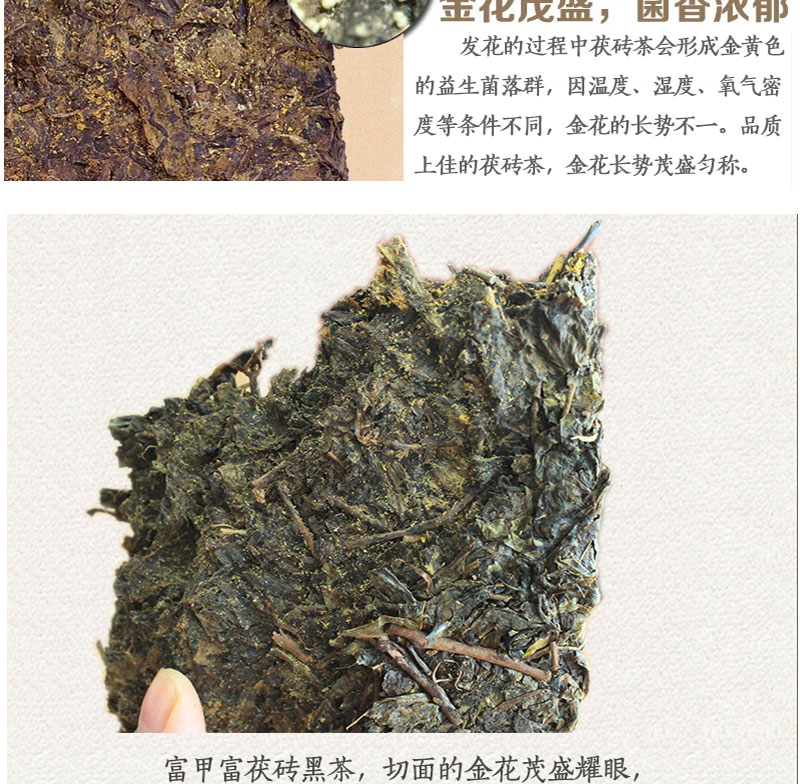 金花茂盛，菌香浓郁
发花的过程中茯砖茶会形成金黄色
的益生菌落群，因温度、湿度、氧气密
度等条件不同，金花的长势不一。品质
上佳的茯砖茶，金花长势茂盛匀称。
富甲富茯砖黑茶，切面的金花茂盛耀眼，